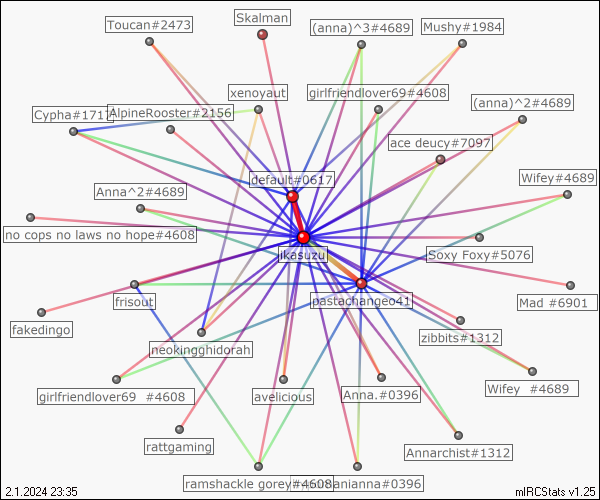 Toucan#2473
Skalman
(anna)^3#4689
Mushy#1984
xenoyaut
girlfriendlover69#4608
(anna)^2#4689
Cypha#1717
AlpineRooster#2156
ace deucy#7097
default#0617
Wifey#4689
Anna^2#4689
no cops no laws no hope#4608
ikasuzu
Soxy Foxy#5076
frisout
pastachangeo41
Mad #6901
fakedingo
neokingghidorah
zibbits#1312
girlfriendlover69 #4608
avelicious
Anna.#0396
Wifey #4689
rattgaming
Annarchist#1312
ramshackle gorey#4608
anianna#0396
2.1.2024 23:35
mIRCStats v1.25